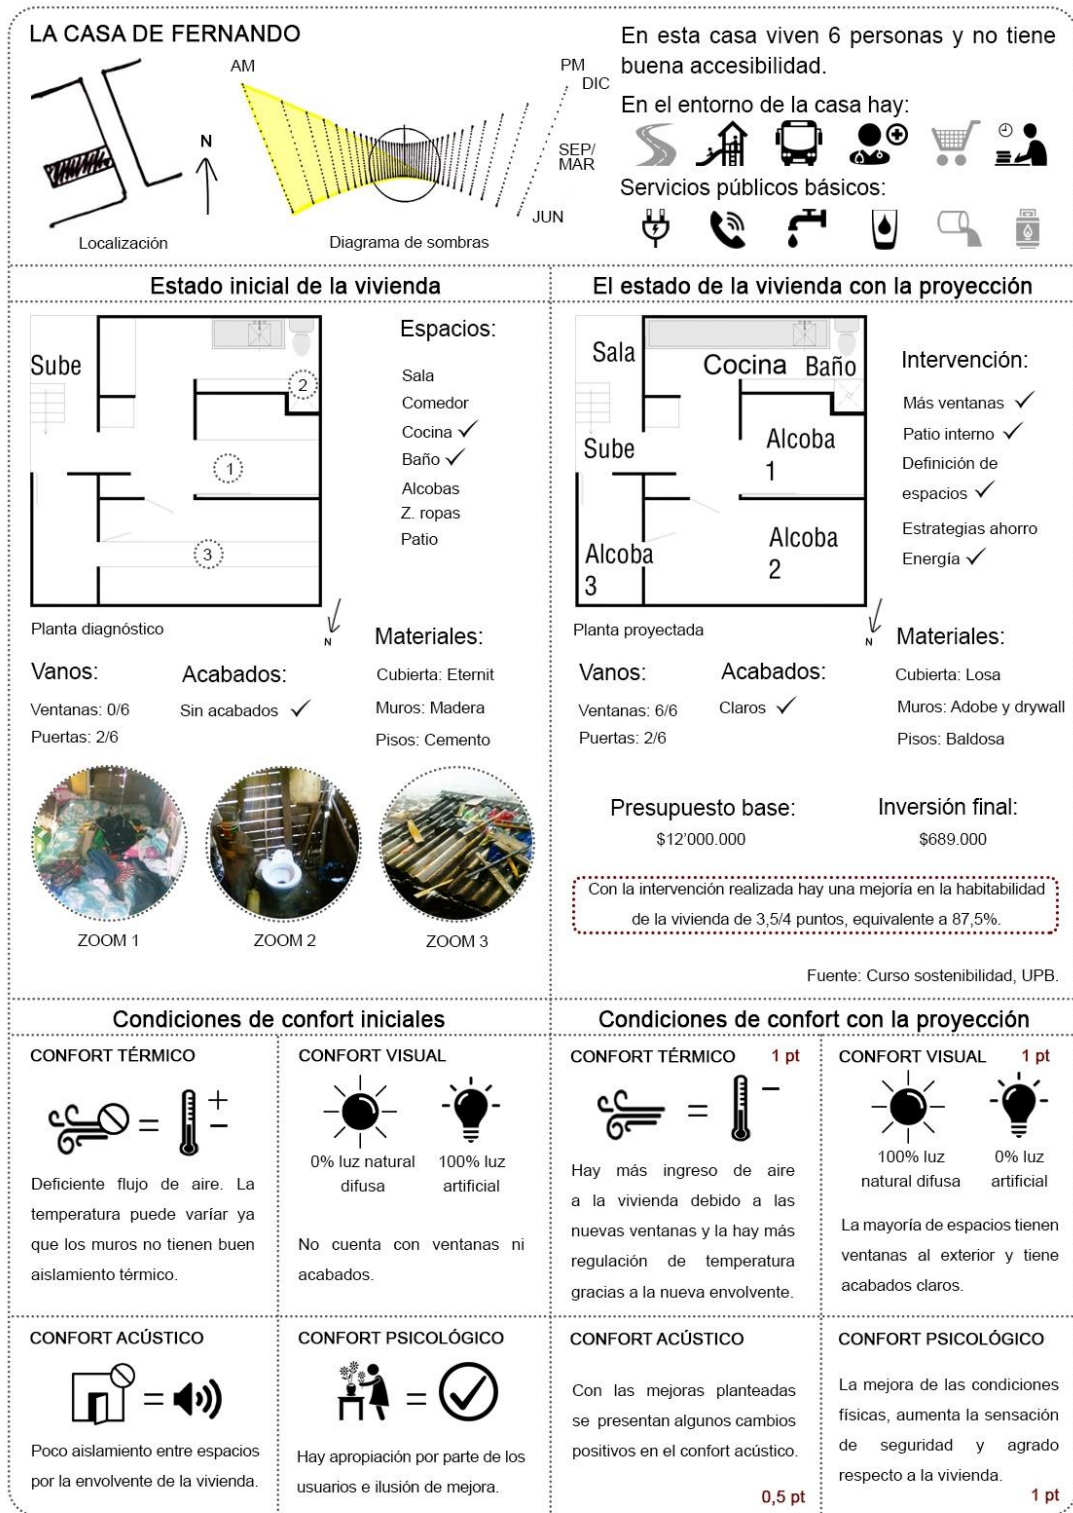 LA CASA DE FERNANDO
AM
PM
DIC
SEP/
MAR
JUN
N
Localización
Diagrama de sombras
En esta casa viven 6 personas y no tiene
buena accesibilidad.
En el entorno de la casa hay:
Servicios públicos básicos:
Estado inicial de la vivienda
Sube
1
2
3
Planta diagnóstico
N
Espacios:
Sala
Comedor
Cocina ✓
Baño ✓
Alcobas
Z. ropas
Patio
Vanos:
Ventanas: 0/6
Puertas: 2/6
Acabados:
Sin acabados ✓
Materiales:
Cubierta: Eternit
Muros: Madera
Pisos: Cemento
ZOOM 1
ZOOM 2
ZOOM 3
El estado de la vivienda con la proyección
Sala
Cocina
Baño
Sube
Alcoba
1
Alcoba
2
Alcoba
3
Planta proyectada
N
Intervención:
Más ventanas ✓
Patio interno ✓
Definición de
espacios ✓
Estrategias ahorro
Energía ✓
Vanos:
Ventanas: 6/6
Puertas: 2/6
Acabados:
Claros ✓
Materiales:
Cubierta: Losa
Muros: Adobe y drywall
Pisos: Baldosa
Presupuesto base:
$12'000.000
Inversión final:
$689.000
Con la intervención realizada hay una mejoría en la habitabilidad
de la vivienda de 3,5/4 puntos, equivalente a 87,5%.
Fuente: Curso sostenibilidad, UPB.
Condiciones de confort iniciales
CONFORT TÉRMICO
Deficiente flujo de aire. La
temperatura puede varíar ya
que los muros no tienen buen
aislamiento térmico.
CONFORT VISUAL
0% luz natural
difusa
100% luz
artificial
No cuenta con ventanas ni
acabados.
CONFORT ACÚSTICO
Poco aislamiento entre espacios
por la envolvente de la vivienda.
CONFORT PSICOLÓGICO
Hay apropiación por parte de los
usuarios e ilusión de mejora.
Condiciones de confort con la proyección
CONFORT TÉRMICO 1 pt
Hay más ingreso de aire
a la vivienda debido a las
nuevas ventanas y la hay más
regulación de temperatura
gracias a la nueva envolvente.
CONFORT VISUAL 1 pt
100% luz
natural difusa
0% luz
artificial
La mayoría de espacios tienen
ventanas al exterior y tiene
acabados claros.
CONFORT ACÚSTICO
Con las mejoras planteadas
se presentan algunos cambios
positivos en el confort acústico.
0,5 pt
CONFORT PSICOLÓGICO
La mejora de las condiciones
físicas, aumenta la sensación
de seguridad y agrado
respecto a la vivienda.
1 pt